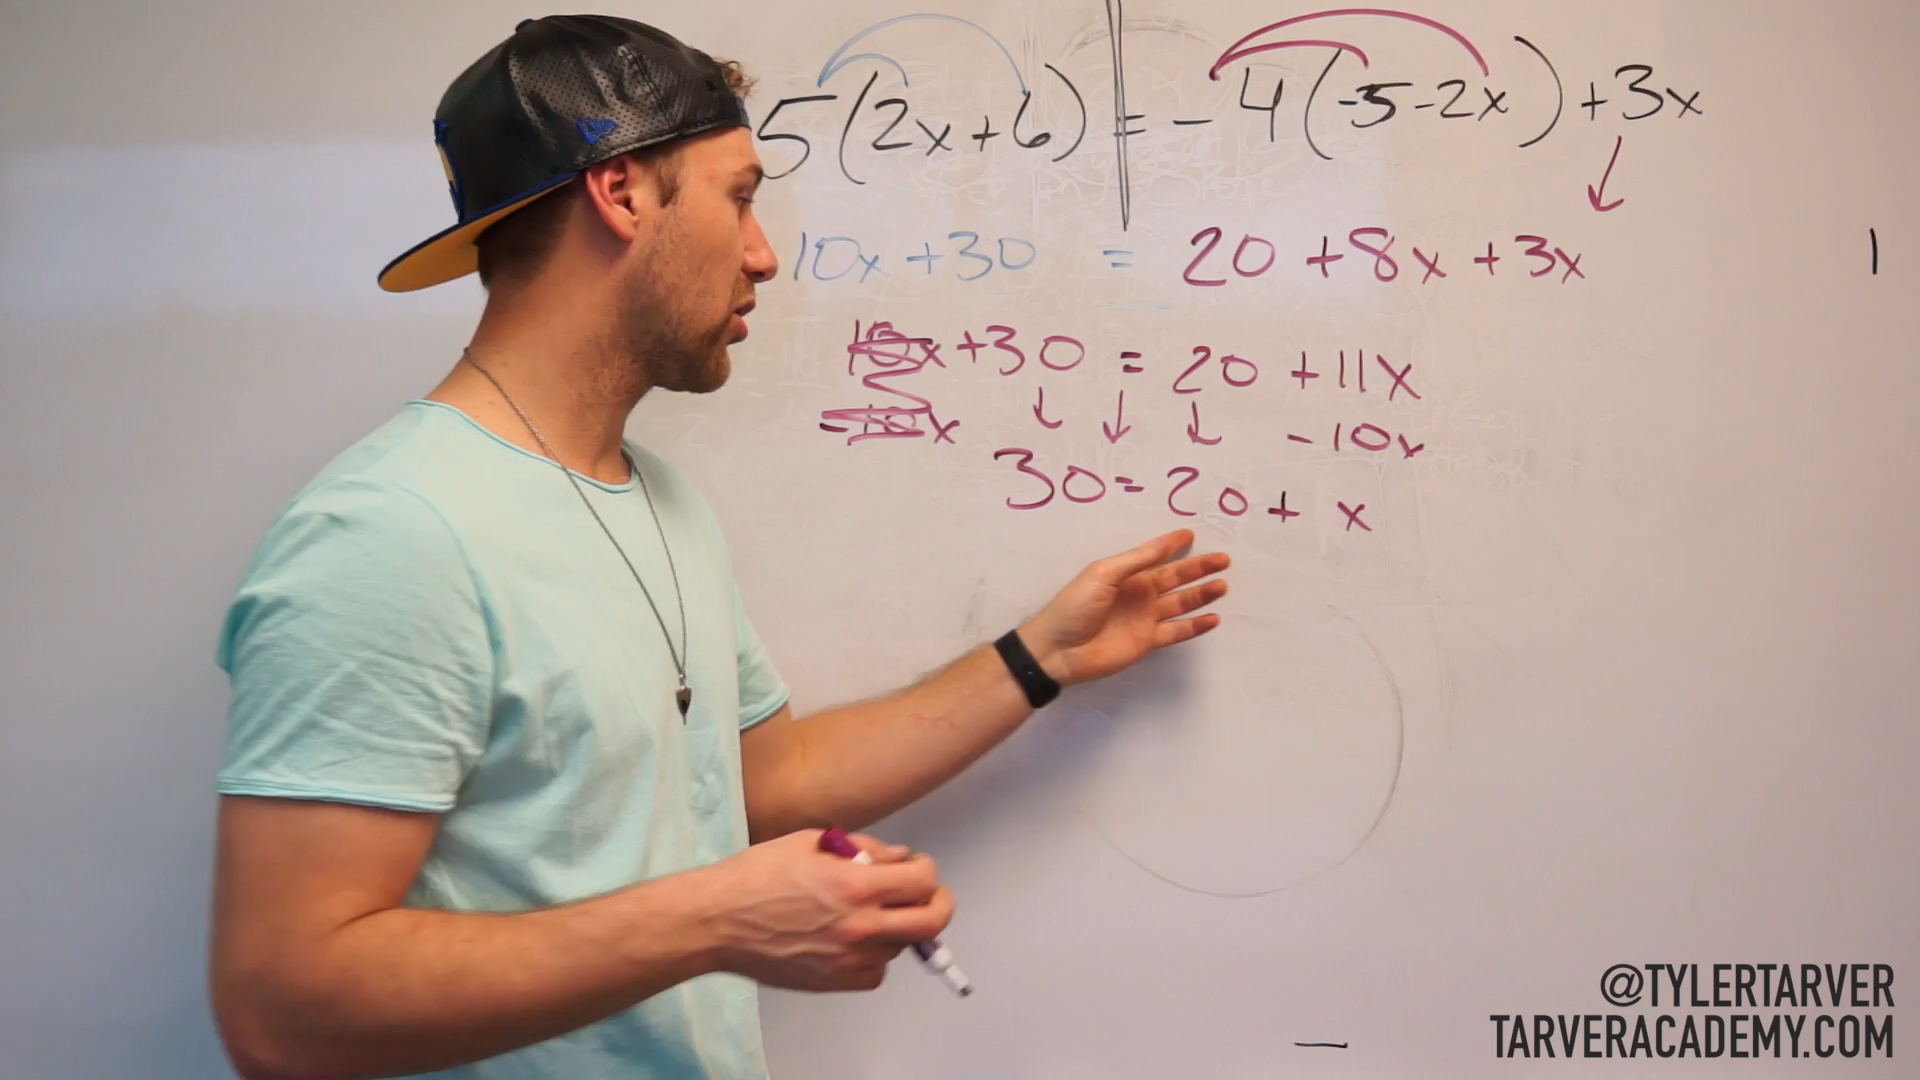 5(2x+6) = -4(-5-2x)+3x
10x+30 = 20+8x+3x
10x+30 = 20+11x
-10x -10x
30=20+x
@TYLERTARVER
TARVERACADEMY.COM